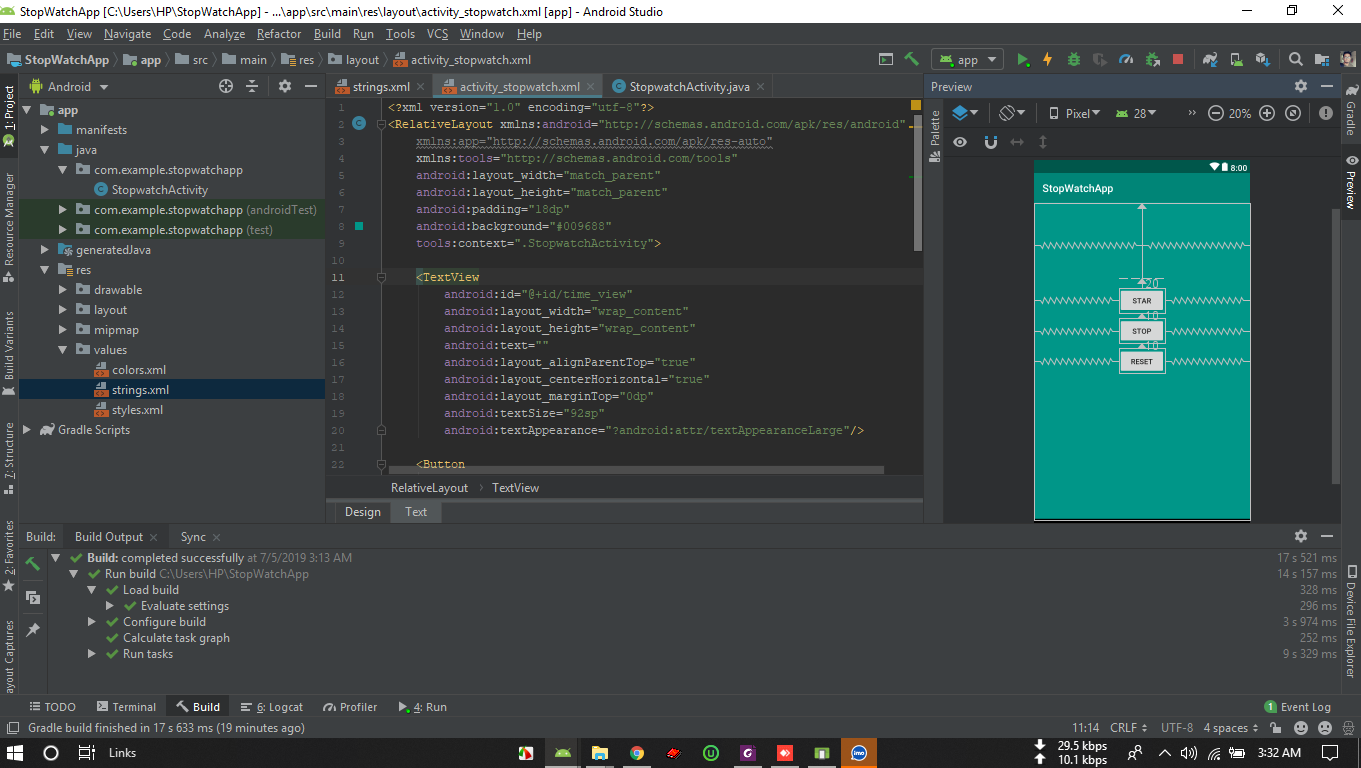 StopWatchApp [C:\Users\HP\StopWatchApp] - ...\app\src\main\res\layout\activity_stopwatch.xml [app] - Android Studio
File Edit View Navigate Code Analyze Refactor Build Run Tools VCS Window Help
StopWatchApp app src main res layout activity_stopwatch.xml
app
Android
strings.xml activity_stopwatch.xml StopwatchActivity.java
Preview
1: Project
Resource Manager
Build Variants
7: Structure
2: Favorites
ayout Captures
app
manifests
java
com.example.stopwatchapp
StopwatchActivity
com.example.stopwatchapp (androidTest)
com.example.stopwatchapp (test)
generatedJava
res
drawable
layout
mipmap
values
colors.xml
strings.xml
styles.xml
Gradle Scripts
1 <?xml version="1.0" encoding="utf-8"?>
2 <RelativeLayout xmlns:android="http://schemas.android.com/apk/res/android"
3 xmlns:app="http://schemas.android.com/apk/res-auto"
4 xmlns:tools="http://schemas.android.com/tools"
5 android:layout_width="match_parent"
6 android:layout_height="match_parent"
7 android:padding="18dp"
8 android:background="#009688"
9 tools:context=".StopwatchActivity">
10
11 <TextView
12 android:id="@+id/time_view"
13 android:layout_width="wrap_content"
14 android:layout_height="wrap_content"
15 android:text=""
16 android:layout_alignParentTop="true"
17 android:layout_centerHorizontal="true"
18 android:layout_marginTop="0dp"
19 android:textSize="92sp"
20 android:textAppearance="?android:attr/textAppearanceLarge"/>
21
22 <Button
RelativeLayout TextView
Design Text
Palette
Pixel 28 20%
8:00
StopWatchApp
20
STAR
10
STOP
10
RESET
Gradle
Preview
Device File Explorer
Build: Build Output Sync
Build: completed successfully at 7/5/2019 3:13 AM 17 s 521 ms
Run build C:\Users\HP\StopWatchApp 14 s 157 ms
Load build 328 ms
Evaluate settings 296 ms
Configure build 3 s 974 ms
Calculate task graph 252 ms
Run tasks 9 s 329 ms
TODO Terminal Build 6: Logcat Profiler 4: Run 1 Event Log
Gradle build finished in 17 s 633 ms (19 minutes ago) 11:14 CRLF UTF-8 4 spaces
Links
imo
29.5 kbps
10.1 kbps
3:32 AM